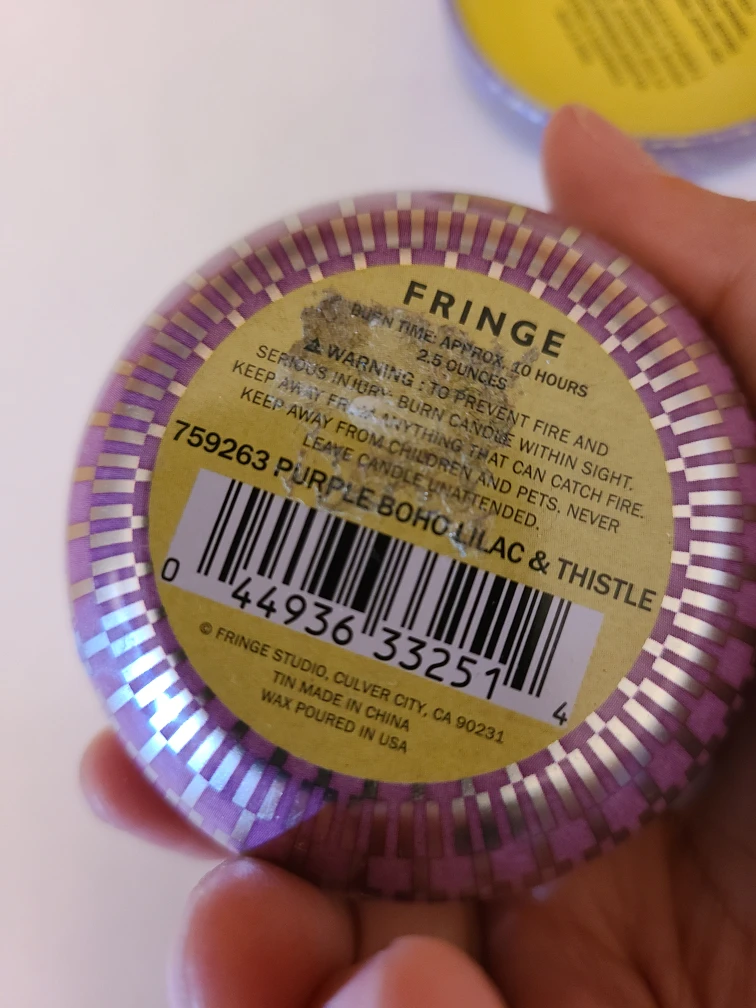 FRINGE
BURN TIME: APPROX. 10 HOURS
2.5 OUNCES
⚠ WARNING : TO PREVENT FIRE AND
SERIOUS INJURY- BURN CANDLE WITHIN SIGHT.
KEEP AWAY FROM ANYTHING THAT CAN CATCH FIRE.
KEEP AWAY FROM CHILDREN AND PETS. NEVER
LEAVE CANDLE UNATTENDED.
759263 PURPLE BOHO LILAC & THISTLE
0 44936 33251 4
© FRINGE STUDIO, CULVER CITY, CA 90231
TIN MADE IN CHINA
WAX POURED IN USA